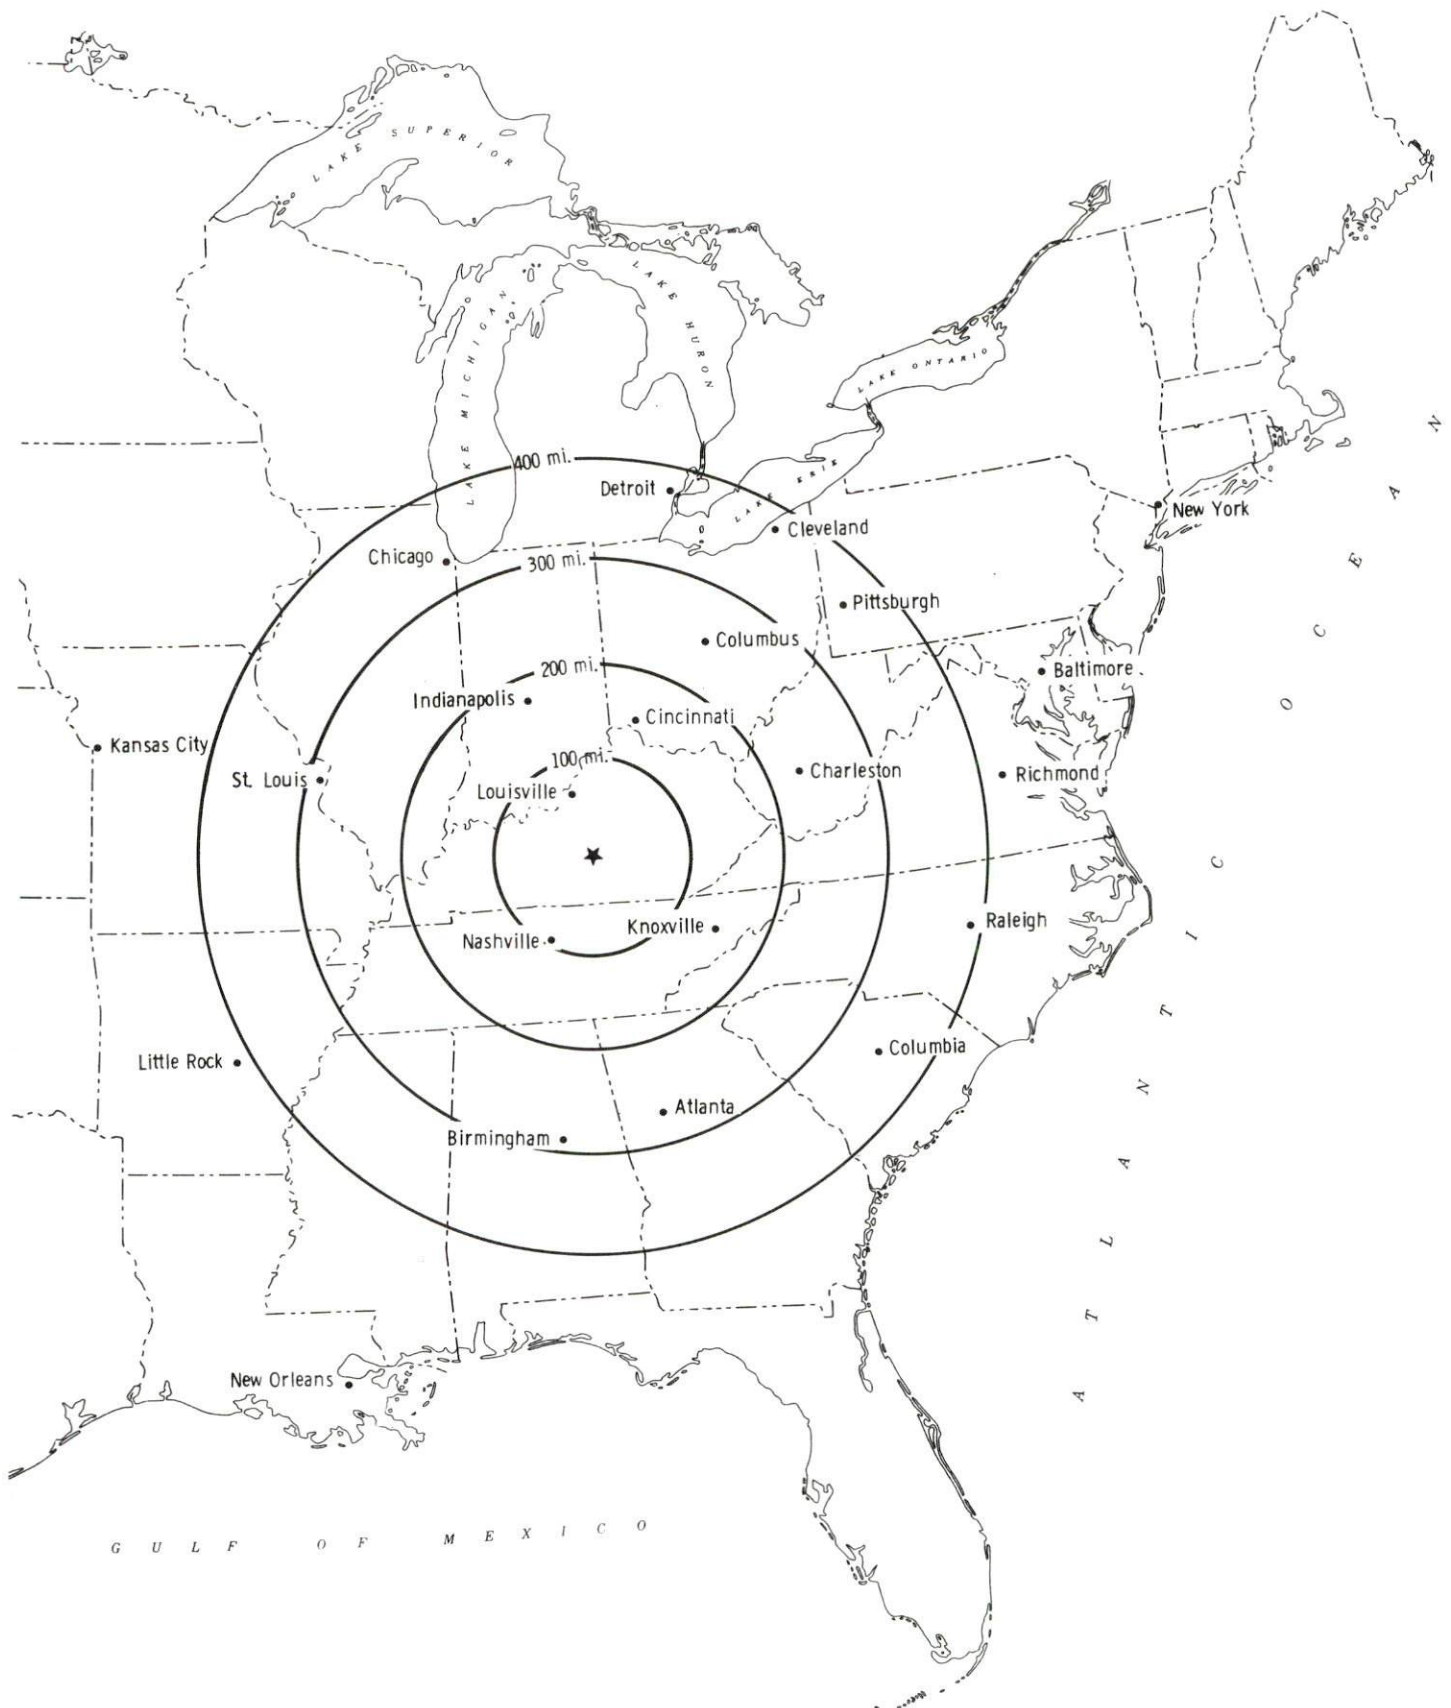 LAKE SUPERIOR
LAKE MICHIGAN
LAKE HURON
LAKE ONTARIO
LAKE ERIE
400 mi.
Detroit
Cleveland
New York
Chicago
300 mi.
Pittsburgh
Columbus
200 mi.
Baltimore
Indianapolis
Cincinnati
Kansas City
100 mi.
St. Louis
Louisville
Charleston
Richmond
Nashville
Knoxville
Raleigh
Little Rock
Columbia
Atlanta
Birmingham
New Orleans
ATLANTIC OCEAN
GULF OF MEXICO